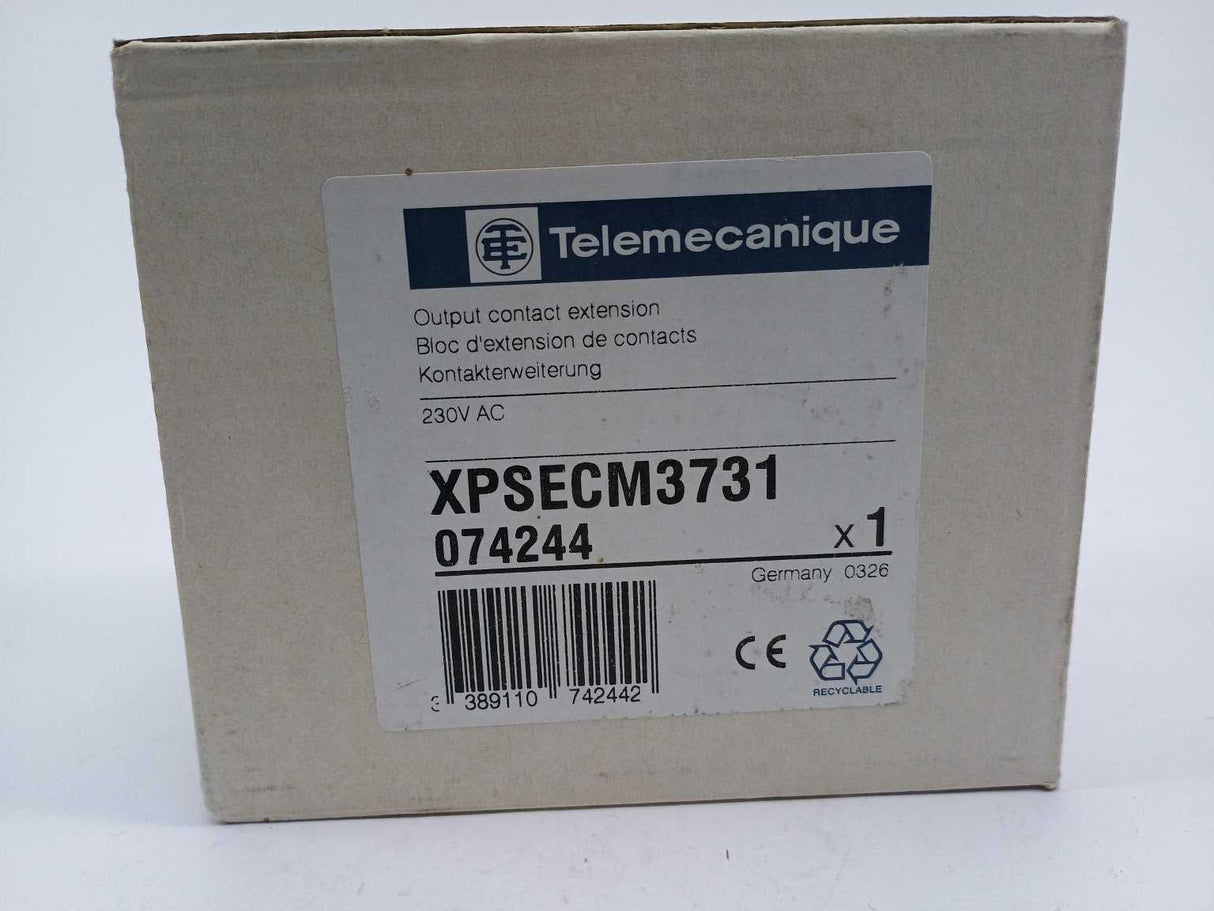 Telemecanique
Output contact extension
Bloc d'extension de contacts
Kontakterweiterung
230V AC
XPSECM3731
074244 x 1
Germany 0326
3 389110 742442
CE
RECYCLABLE